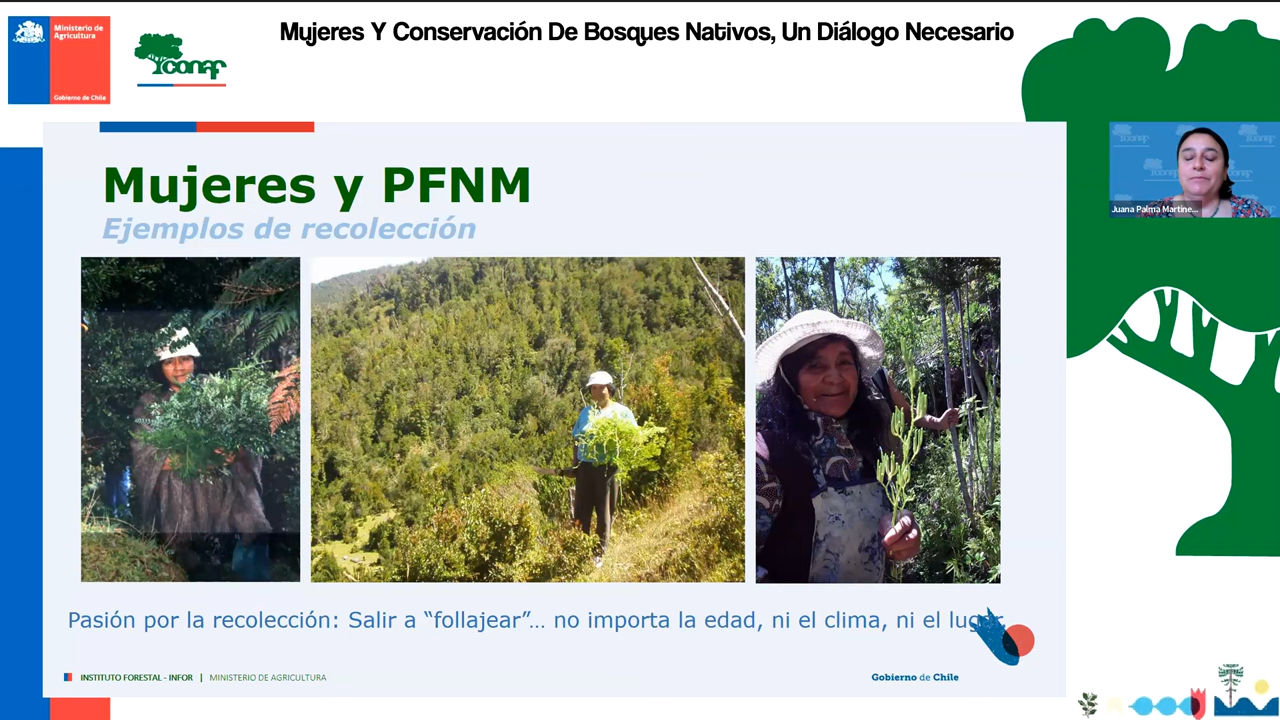 Mujeres Y Conservación De Bosques Nativos, Un Diálogo Necesario
Ministerio de
Agricultura
Gobierno de Chile
conaf
Mujeres y PFNM
Ejemplos de recolección
Juana Palma Martine...
Pasión por la recolección: Salir a “follajear”… no importa la edad, ni el clima, ni el lugar.
INSTITUTO FORESTAL - INFOR | MINISTERIO DE AGRICULTURA
Gobierno de Chile